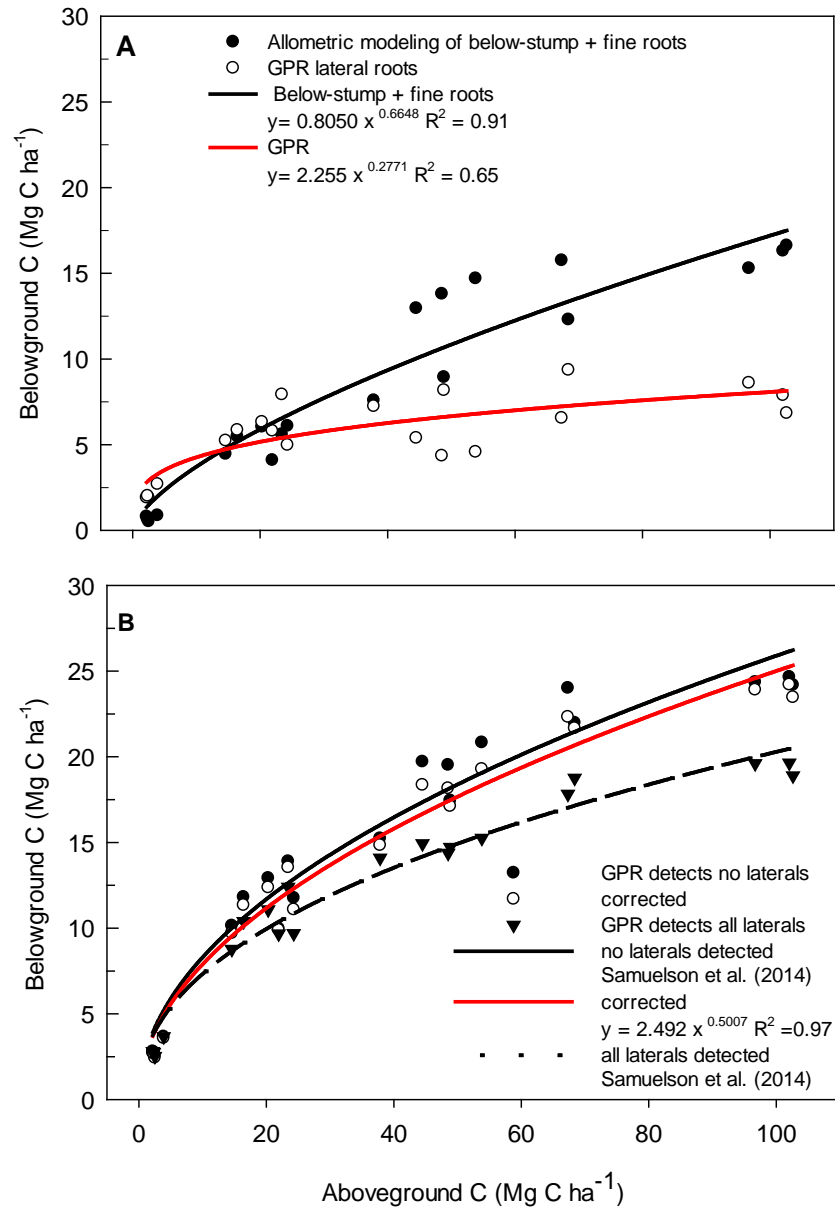 30
25
20
15
10
5
0
Belowground C (Mg C ha-1)
A
Allometric modeling of below-stump + fine roots
GPR lateral roots
Below-stump + fine roots
y= 0.8050 x 0.6648 R2 = 0.91
GPR
y= 2.255 x 0.2771 R2 = 0.65
30
25
20
15
10
5
0
Belowground C (Mg C ha-1)
B
GPR detects no laterals
corrected
GPR detects all laterals
no laterals detected
Samuelson et al. (2014)
corrected
y = 2.492 x 0.5007 R2 =0.97
all laterals detected
Samuelson et al. (2014)
0 20 40 60 80 100
Aboveground C (Mg C ha-1)